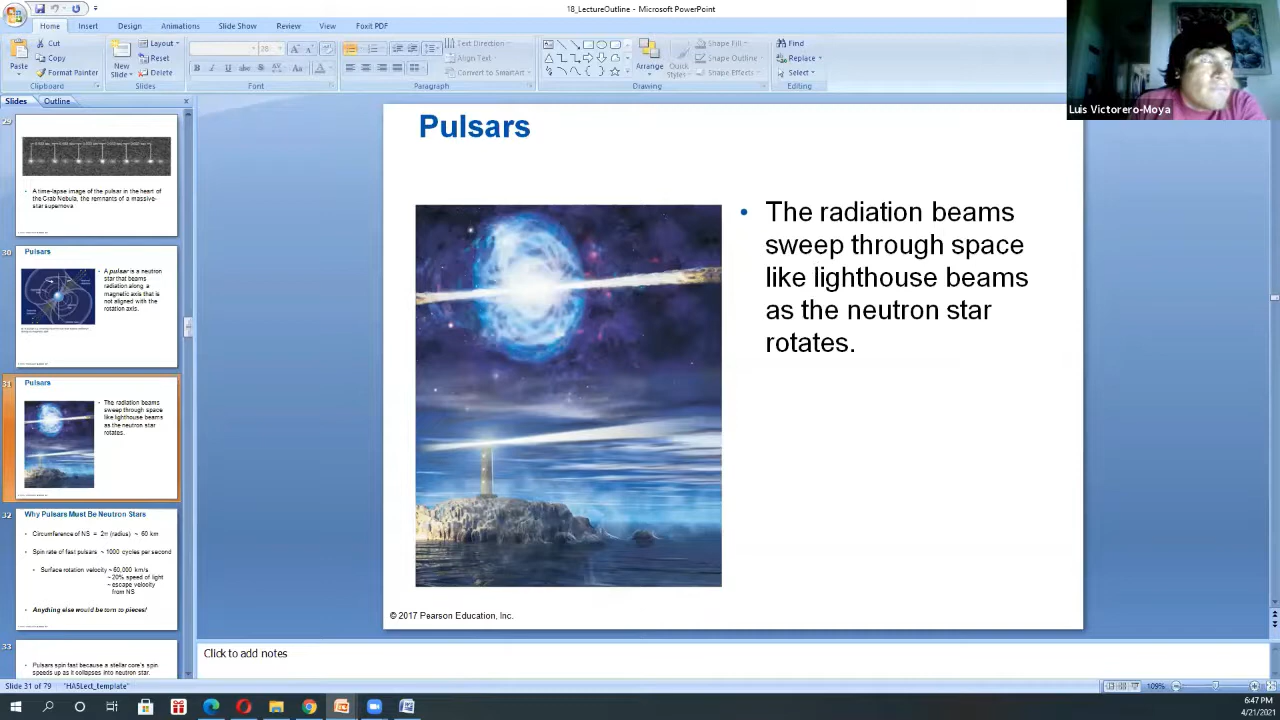 18_LectureOutline - Microsoft PowerPoint
Home Insert Design Animations Slide Show Review View Foxit PDF
Paste
Cut
Copy
Format Painter
Clipboard
New
Slide
Layout
Reset
Delete
Slides
28
B I U S
Font
Text Direction
Align Text
Convert to SmartArt
Paragraph
Arrange
Quick
Styles
Shape Fill
Shape Outline
Shape Effects
Drawing
Find
Replace
Select
Editing
Luis Victorero-Moya
Slides Outline
29
A time-lapse image of the pulsar in the heart of
the Crab Nebula, the remnants of a massive-
star supernova
30
Pulsars
A pulsar is a neutron
star that beams
radiation along a
magnetic axis that is
not aligned with the
rotation axis.
31
Pulsars
The radiation beams
sweep through space
like lighthouse beams
as the neutron star
rotates.
32
Why Pulsars Must Be Neutron Stars
Circumference of NS = 2π (radius) ~ 60 km
Spin rate of fast pulsars ~ 1000 cycles per second
Surface rotation velocity ~ 60,000 km/s
~ 20% speed of light
~ escape velocity
from NS
Anything else would be torn to pieces!
33
Pulsars spin fast because a stellar core's spin
speeds up as it collapses into neutron star.
Pulsars
• The radiation beams
sweep through space
like lighthouse beams
as the neutron star
rotates.
© 2017 Pearson Education, Inc.
Click to add notes
Slide 31 of 79 "HA5Lect_template"
109%
6:47 PM
4/21/2021